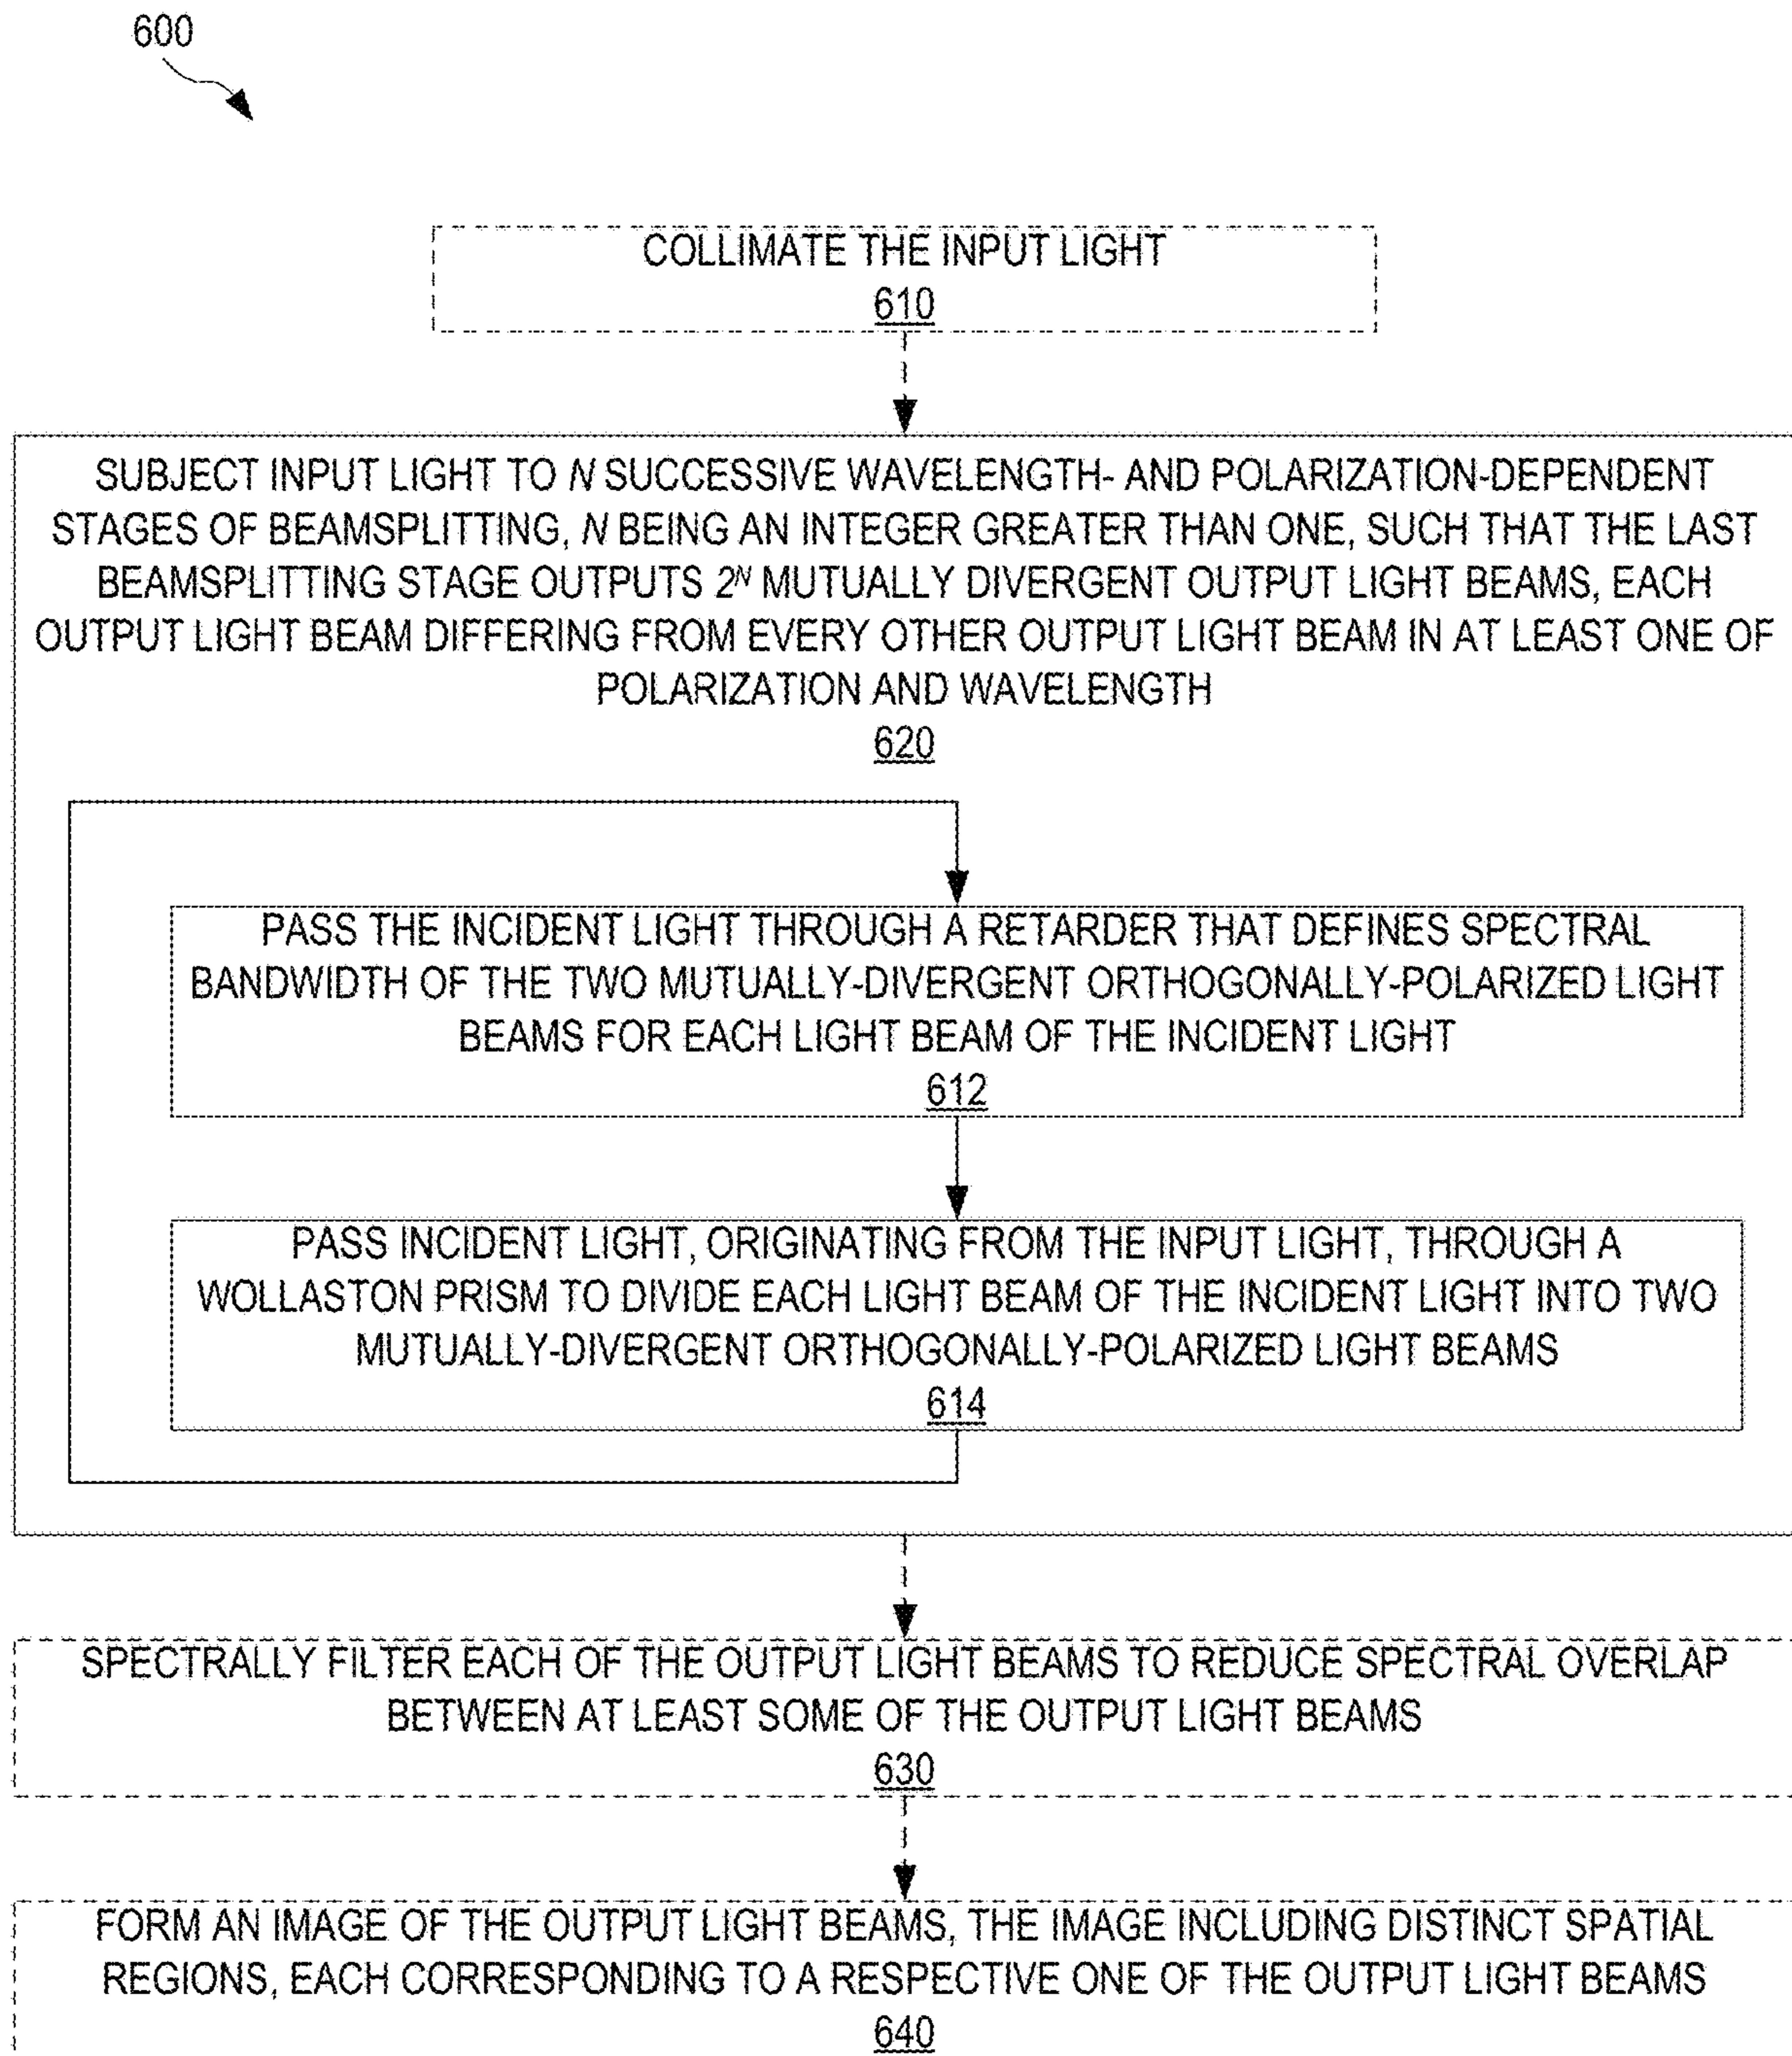 600
COLLIMATE THE INPUT LIGHT
610
SUBJECT INPUT LIGHT TO N SUCCESSIVE WAVELENGTH- AND POLARIZATION-DEPENDENT
STAGES OF BEAMSPLITTING, N BEING AN INTEGER GREATER THAN ONE, SUCH THAT THE LAST
BEAMSPLITTING STAGE OUTPUTS 2ᴺ MUTUALLY DIVERGENT OUTPUT LIGHT BEAMS, EACH
OUTPUT LIGHT BEAM DIFFERING FROM EVERY OTHER OUTPUT LIGHT BEAM IN AT LEAST ONE OF
POLARIZATION AND WAVELENGTH
620
PASS THE INCIDENT LIGHT THROUGH A RETARDER THAT DEFINES SPECTRAL
BANDWIDTH OF THE TWO MUTUALLY-DIVERGENT ORTHOGONALLY-POLARIZED LIGHT
BEAMS FOR EACH LIGHT BEAM OF THE INCIDENT LIGHT
612
PASS INCIDENT LIGHT, ORIGINATING FROM THE INPUT LIGHT, THROUGH A
WOLLASTON PRISM TO DIVIDE EACH LIGHT BEAM OF THE INCIDENT LIGHT INTO TWO
MUTUALLY-DIVERGENT ORTHOGONALLY-POLARIZED LIGHT BEAMS
614
SPECTRALLY FILTER EACH OF THE OUTPUT LIGHT BEAMS TO REDUCE SPECTRAL OVERLAP
BETWEEN AT LEAST SOME OF THE OUTPUT LIGHT BEAMS
630
FORM AN IMAGE OF THE OUTPUT LIGHT BEAMS, THE IMAGE INCLUDING DISTINCT SPATIAL
REGIONS, EACH CORRESPONDING TO A RESPECTIVE ONE OF THE OUTPUT LIGHT BEAMS
640